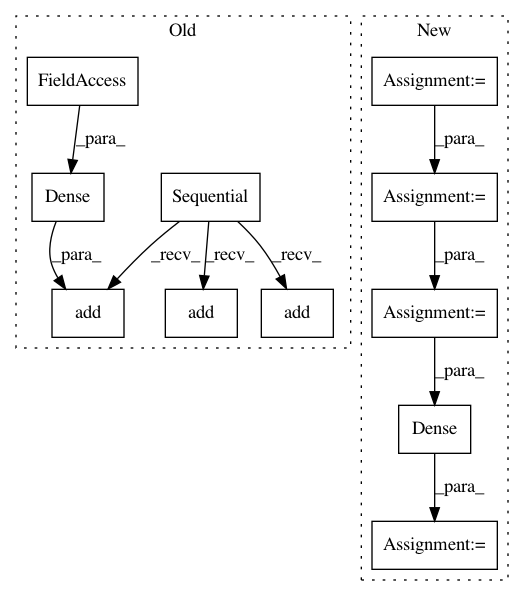 Old
New
FieldAccess
Assignment:=
_para_
_para_
Dense
Sequential
Assignment:=
_para_
_recv_
_recv_
_recv_
_para_
add
add
add
Assignment:=
_para_
Dense
_para_
Assignment:=